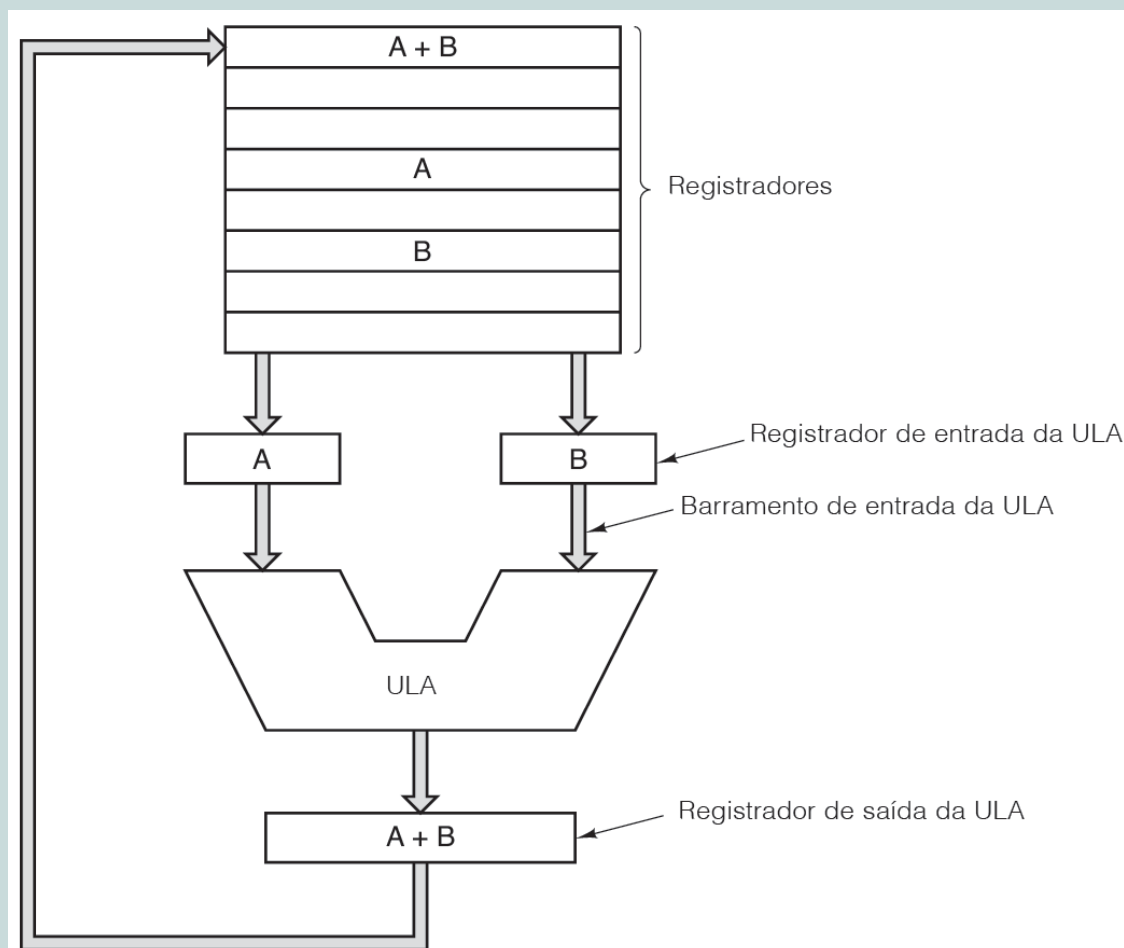 A + B
A
Registradores
B
Registrador de entrada da ULA
A
B
Barramento de entrada da ULA
ULA
Registrador de saída da ULA
A + B